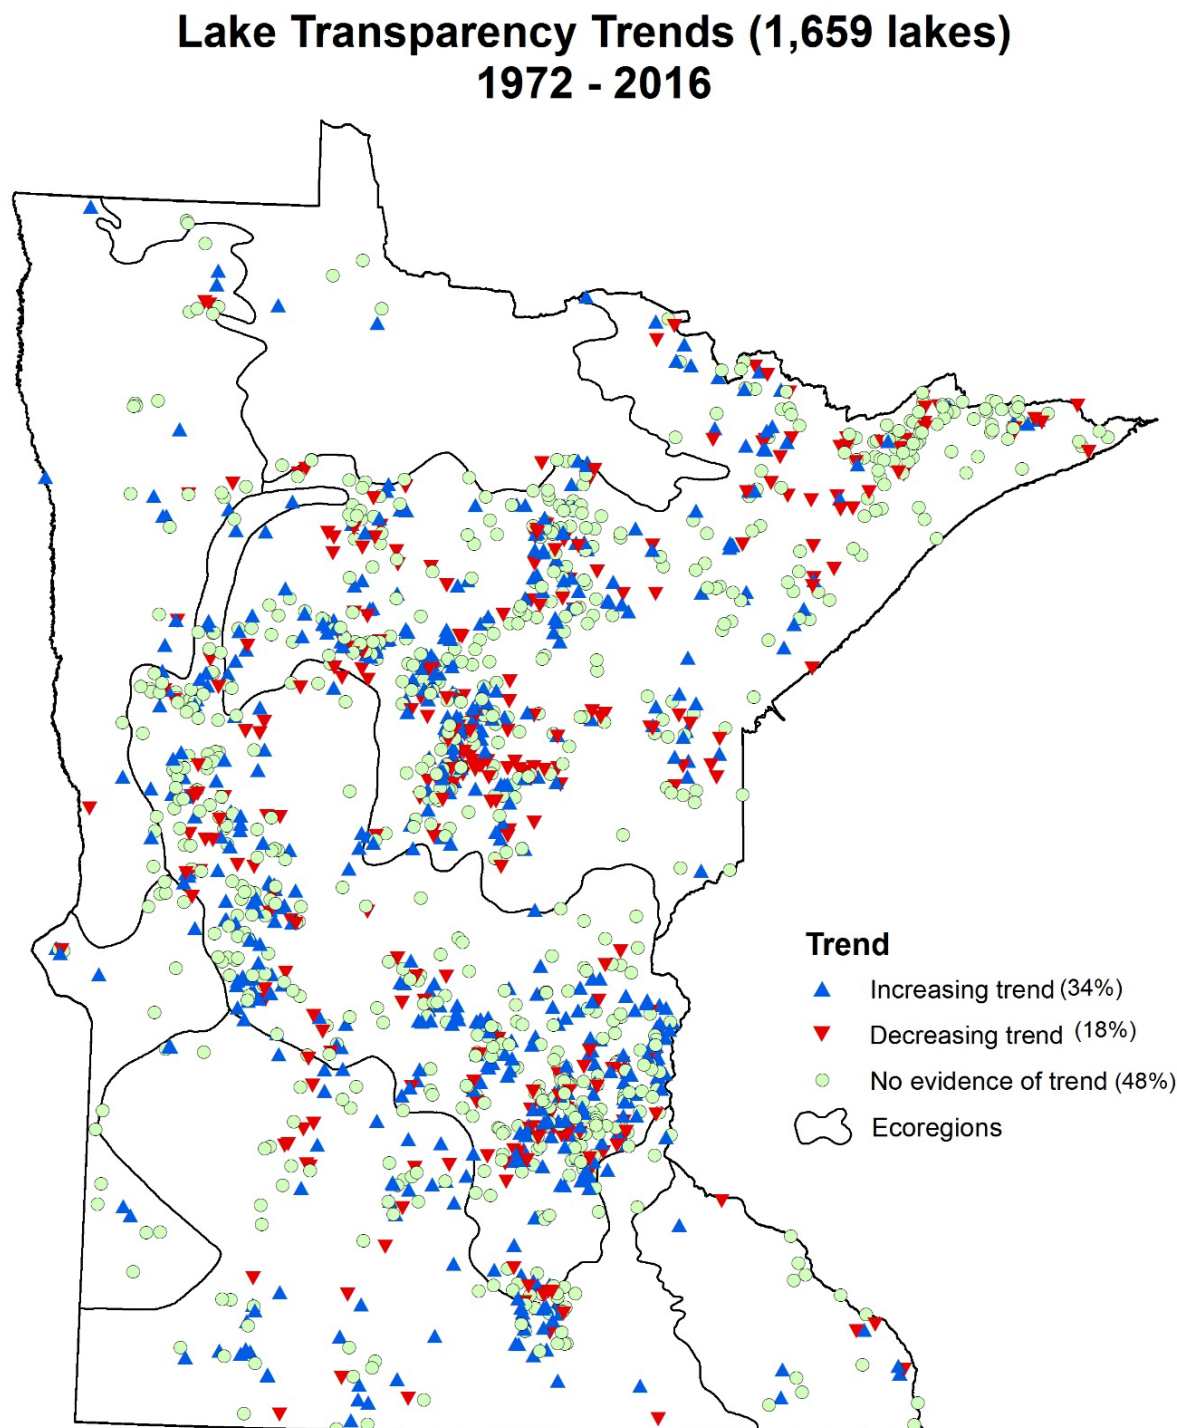 Lake Transparency Trends (1,659 lakes)
1972 - 2016
Trend
Increasing trend (34%)
Decreasing trend (18%)
No evidence of trend (48%)
Ecoregions